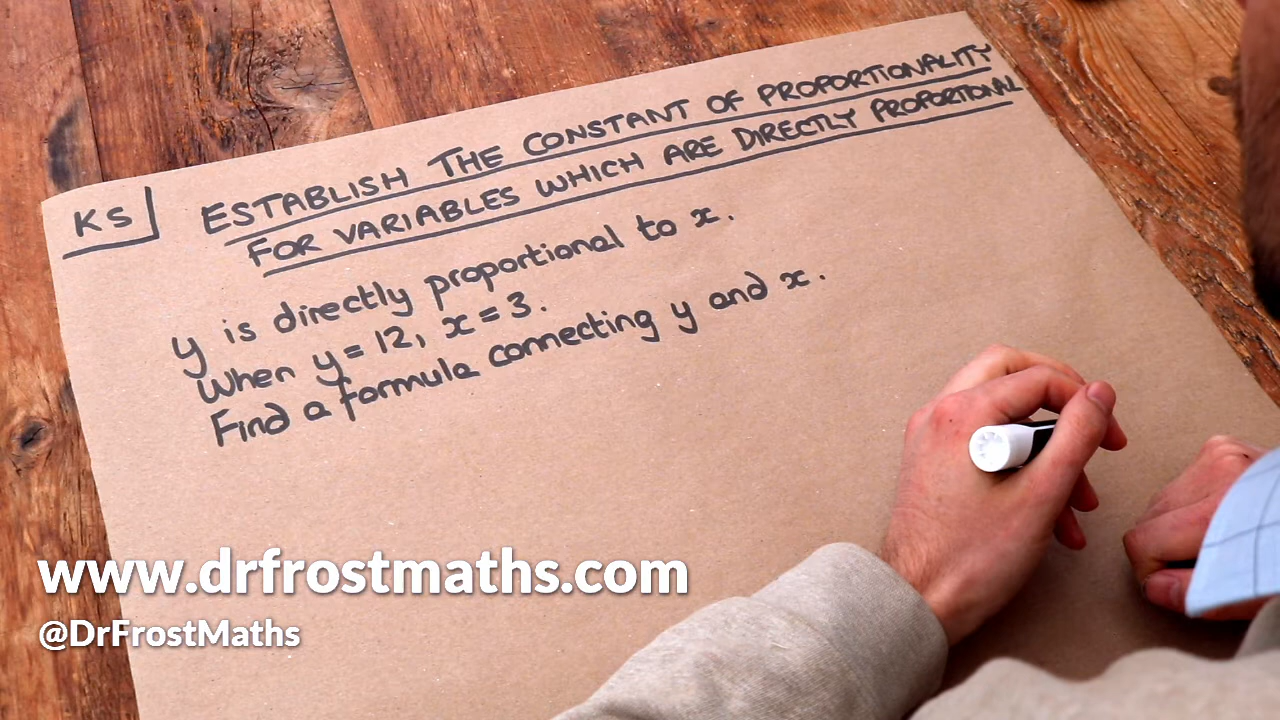 KS
ESTABLISH THE CONSTANT OF PROPORTIONALITY
FOR VARIABLES WHICH ARE DIRECTLY PROPORTIONAL
y is directly proportional to x.
When y = 12, x = 3.
Find a formula connecting y and x.
www.drfrostmaths.com
@DrFrostMaths